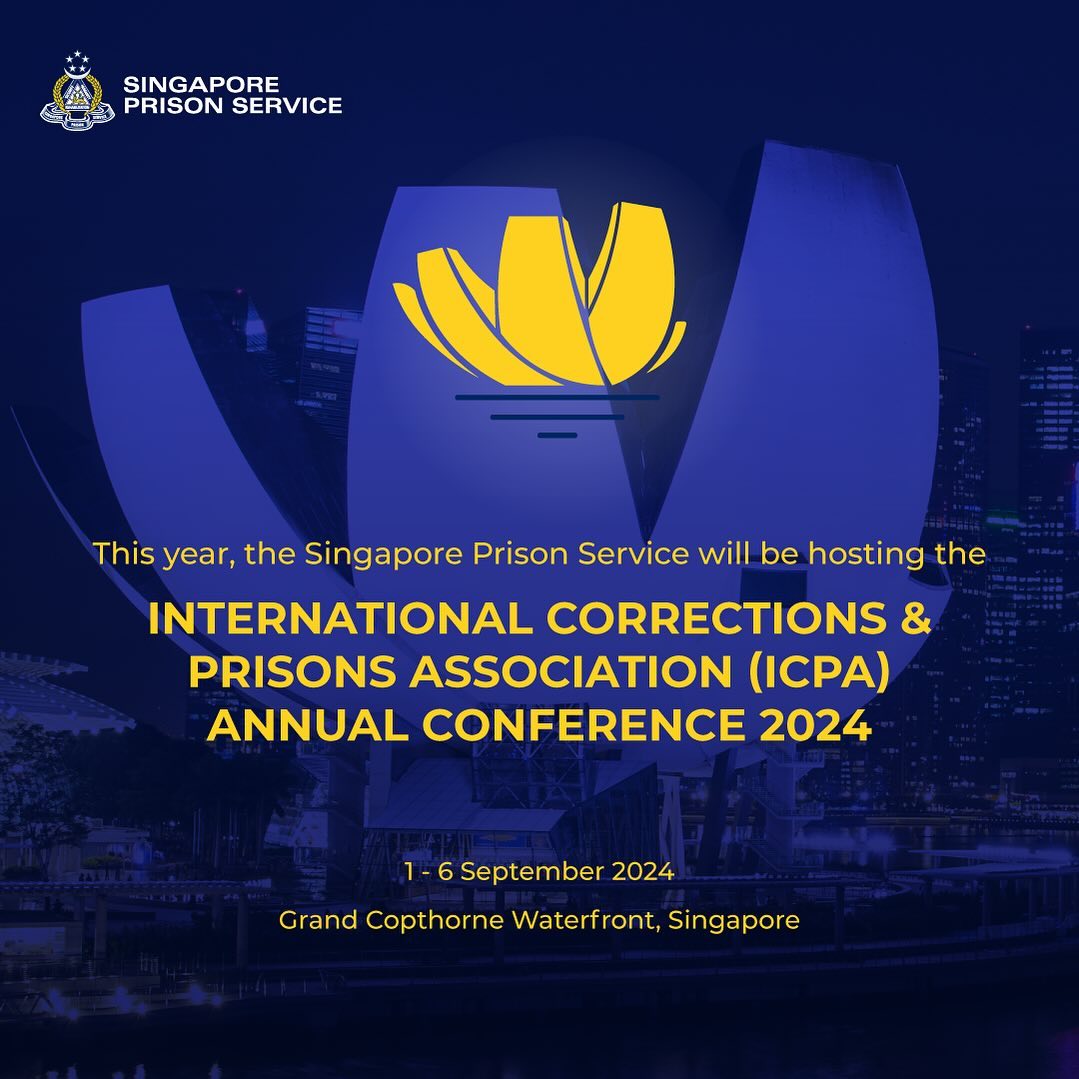 SINGAPORE
PRISON SERVICE
This year, the Singapore Prison Service will be hosting the
INTERNATIONAL CORRECTIONS &
PRISONS ASSOCIATION (ICPA)
ANNUAL CONFERENCE 2024
1 - 6 September 2024
Grand Copthorne Waterfront, Singapore